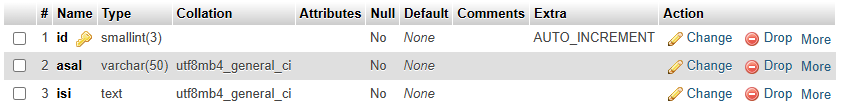 # Name Type Collation Attributes Null Default Comments Extra Action
1 id smallint(3) No None AUTO_INCREMENT Change Drop More
2 asal varchar(50) utf8mb4_general_ci No None Change Drop More
3 isi text utf8mb4_general_ci No None Change Drop More